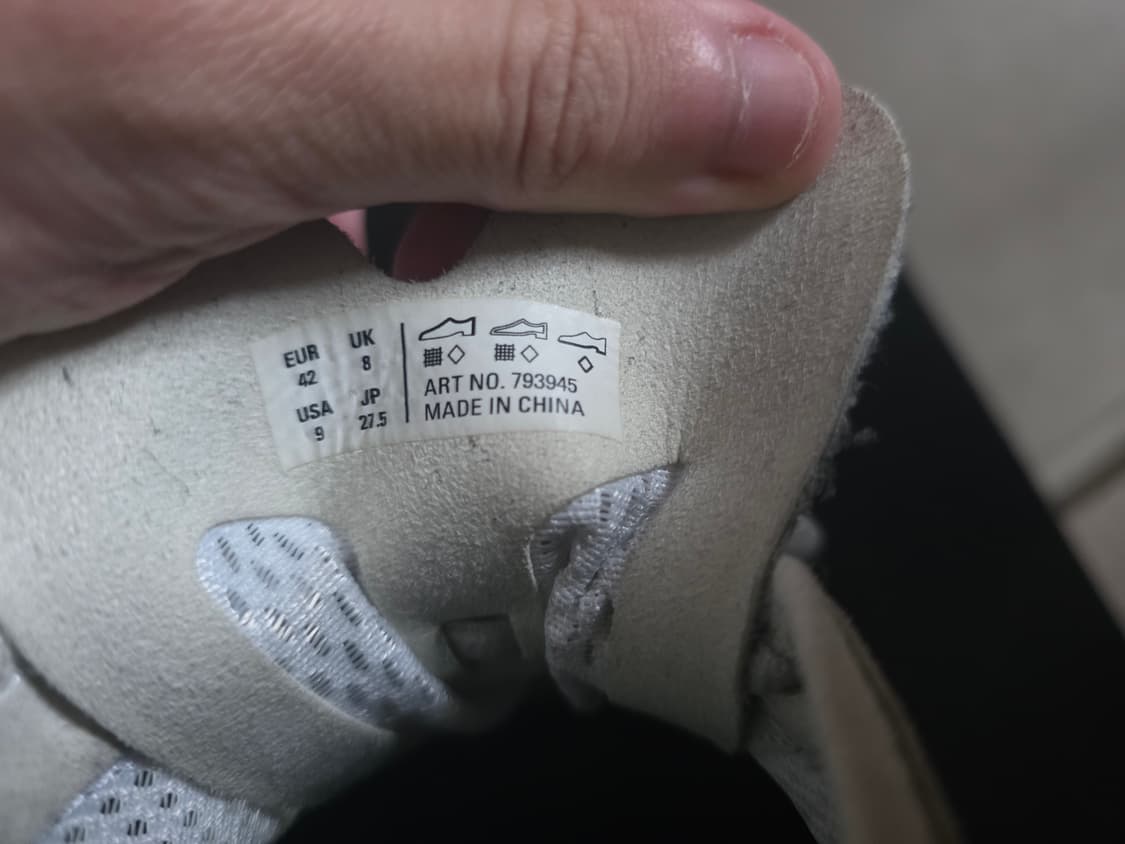 EUR UK
42 8
USA JP
9 27.5
ART NO. 793945
MADE IN CHINA